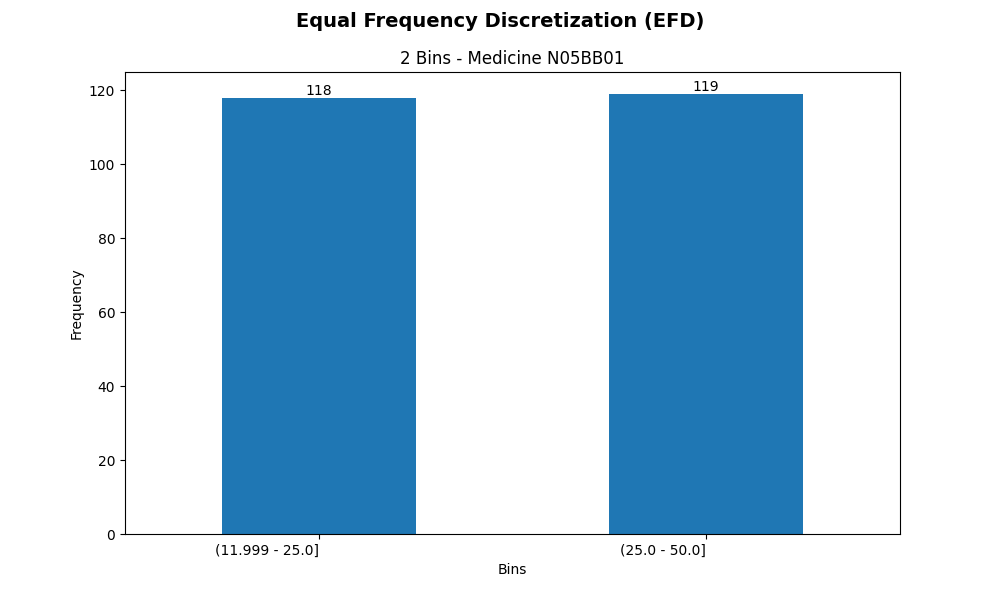 Equal Frequency Discretization (EFD)
2 Bins - Medicine N05BB01
118
119
120
100
80
60
40
20
0
Frequency
(11.999 - 25.0]
(25.0 - 50.0]
Bins